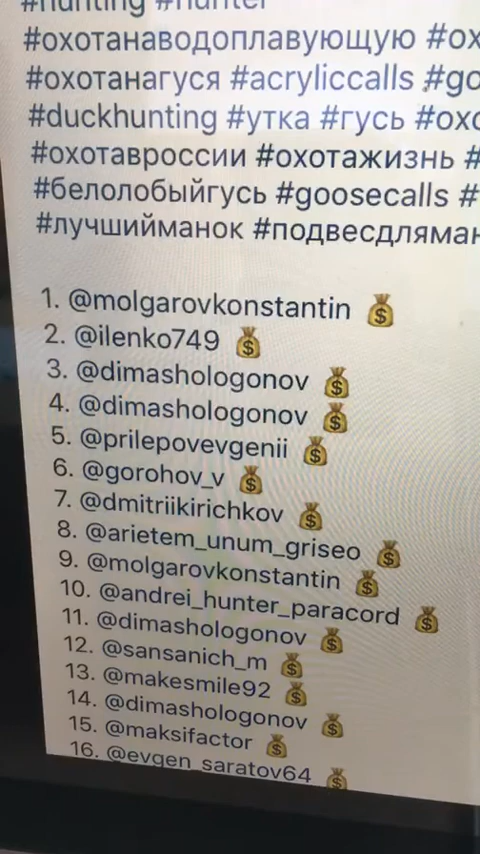 #hunting #hunter
#охотанаводоплавующую
#охотанагуся #acryliccalls
#duckhunting #утка #гусь
#охотавроссии #охотажизнь #
#белолобыйгусь #goosecalls #
#лучшийманок
1. @molgarovkonstantin 💰
2. @ilenko749 💰
3. @dimashologonov 💰
4. @dimashologonov 💰
5. @prilepovevgenii 💰
6. @gorohov_v 💰
7. @dmitriikirichkov 💰
8. @arietem_unum_griseo 💰
9. @molgarovkonstantin 💰
10. @andrei_hunter_paracord 💰
11. @dimashologonov 💰
12. @sansanich_m 💰
13. @makesmile92 💰
14. @dimashologonov 💰
15. @maksifactor 💰
16. @evgen_saratov64 💰